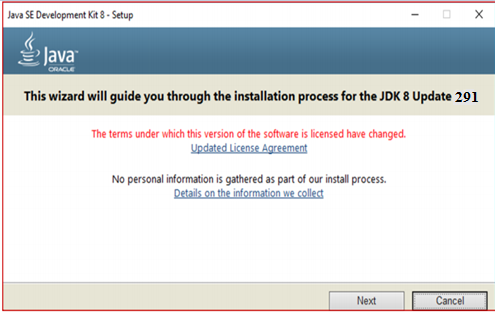 Java SE Development Kit 8 - Setup
Java
ORACLE
This wizard will guide you through the installation process for the JDK 8 Update 291
The terms under which this version of the software is licensed have changed.
Updated License Agreement
No personal information is gathered as part of our install process.
Details on the information we collect
Next Cancel